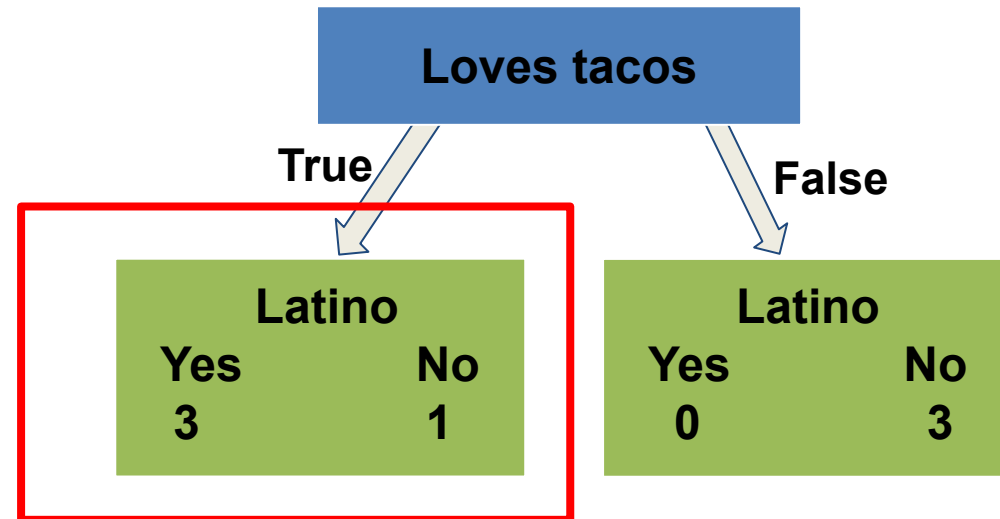 Loves tacos
True
False
Latino
Yes No
3 1
Latino
Yes No
0 3